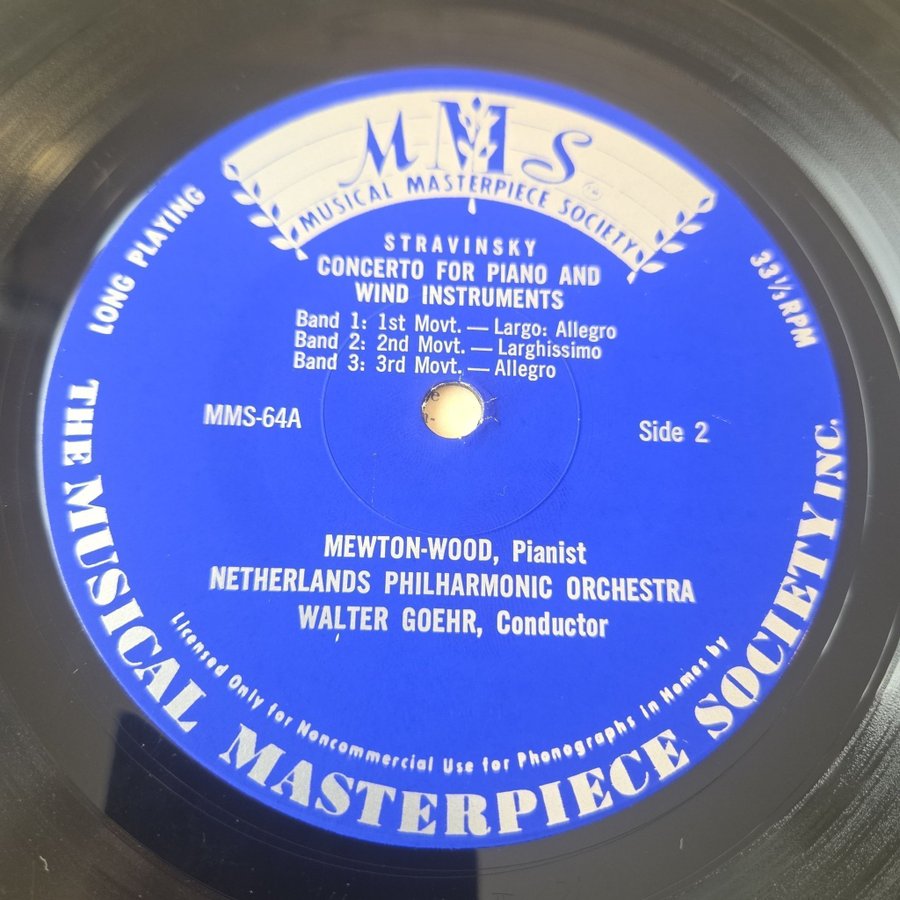 MMS
MUSICAL MASTERPIECE SOCIETY
LONG PLAYING
33⅓ RPM
STRAVINSKY
CONCERTO FOR PIANO AND
WIND INSTRUMENTS
Band 1: 1st Movt. — Largo: Allegro
Band 2: 2nd Movt. — Larghissimo
Band 3: 3rd Movt. — Allegro
MMS-64A
Side 2
MEWTON-WOOD, Pianist
NETHERLANDS PHILHARMONIC ORCHESTRA
WALTER GOEHR, Conductor
Licensed Only for Noncommercial Use for Phonographs in Homes by
THE MUSICAL MASTERPIECE SOCIETY INC.